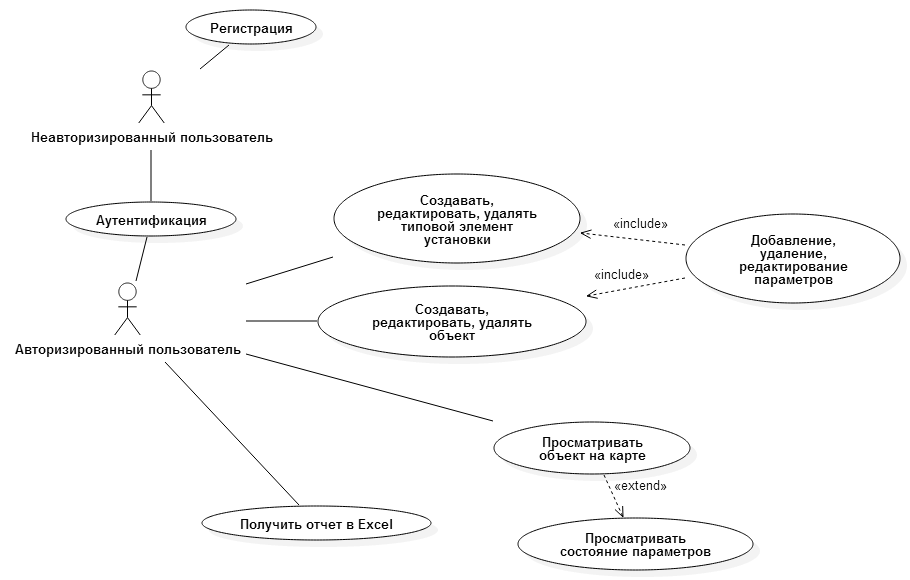 Регистрация
Неавторизированный пользователь
Аутентификация
Создавать,
редактировать, удалять
типовой элемент
установки
«include»
Добавление,
удаление,
редактирование
параметров
«include»
Создавать,
редактировать, удалять
объект
Авторизированный пользователь
Просматривать
объект на карте
«extend»
Получить отчет в Excel
Просматривать
состояние параметров